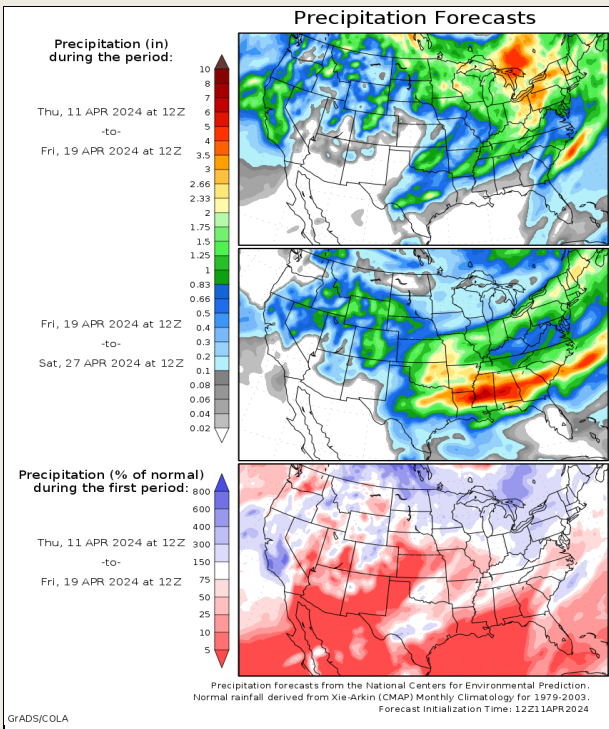 Precipitation Forecasts
Precipitation (in)
during the period:
Thu, 11 APR 2024 at 12Z
-to-
Fri, 19 APR 2024 at 12Z
10
8
7
6
5
4
3.5
3
2.66
2.33
2
1.75
1.5
1.25
1
0.83
0.66
0.5
0.4
0.3
0.2
0.1
0.08
0.06
0.04
0.02
Fri, 19 APR 2024 at 12Z
-to-
Sat, 27 APR 2024 at 12Z
Precipitation (% of normal)
during the first period:
Thu, 11 APR 2024 at 12Z
-to-
Fri, 19 APR 2024 at 12Z
800
600
400
300
150
75
50
25
10
5
Precipitation forecasts from the National Centers for Environmental Prediction.
Normal rainfall derived from Xie-Arkin (CMAP) Monthly Climatology for 1979-2003.
Forecast Initialization Time: 12Z11APR2024
GrADS/COLA